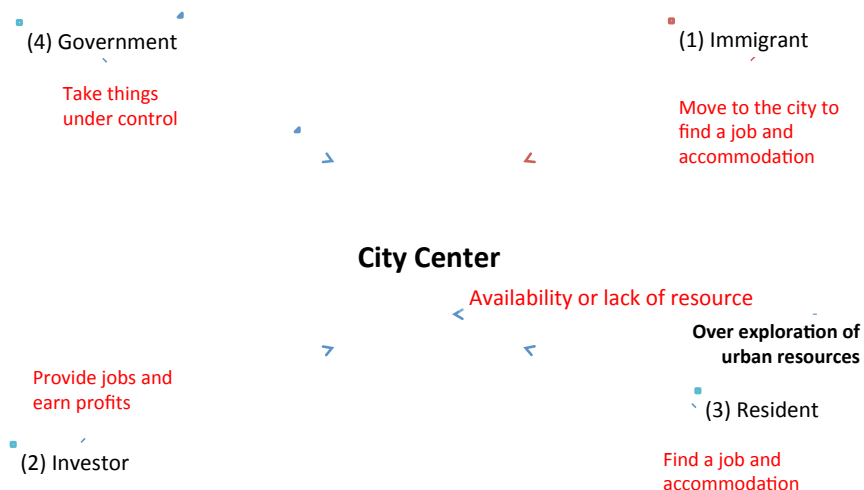 (4) Government
(1) Immigrant
Take things
under control
Move to the city to
find a job and
accommodation
City Center
Availability or lack of resource
Over exploration of
urban resources
Provide jobs and
earn profits
(3) Resident
(2) Investor
Find a job and
accommodation